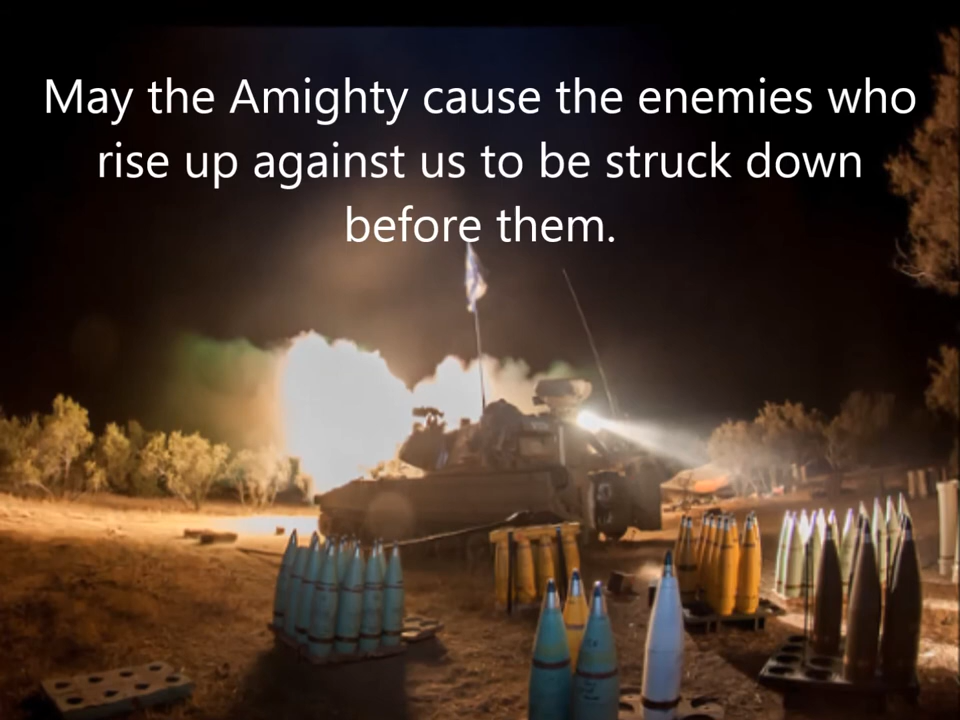 May the Amighty cause the enemies who
rise up against us to be struck down
before them.